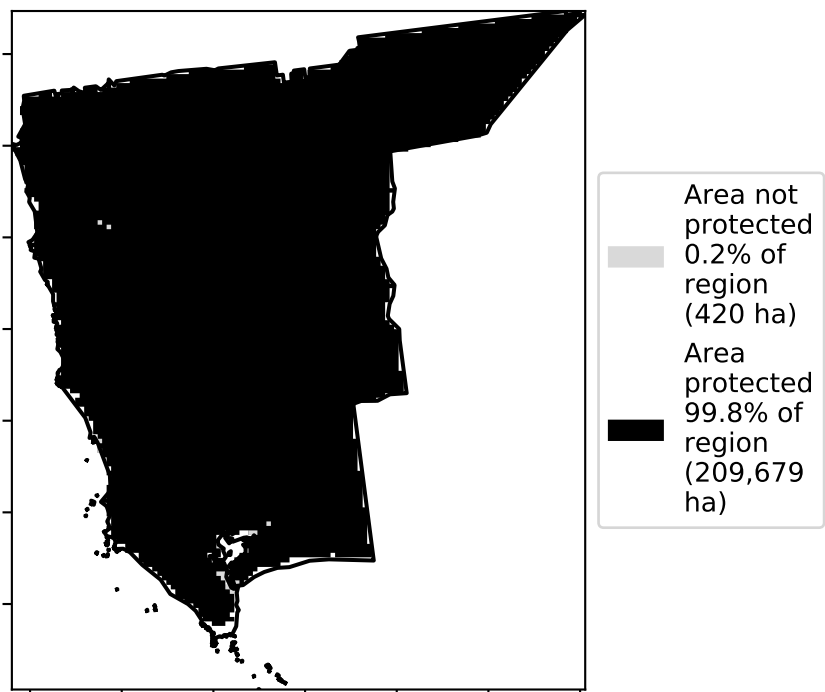 Area not
protected
0.2% of
region
(420 ha)
Area
protected
99.8% of
region
(209,679
ha)